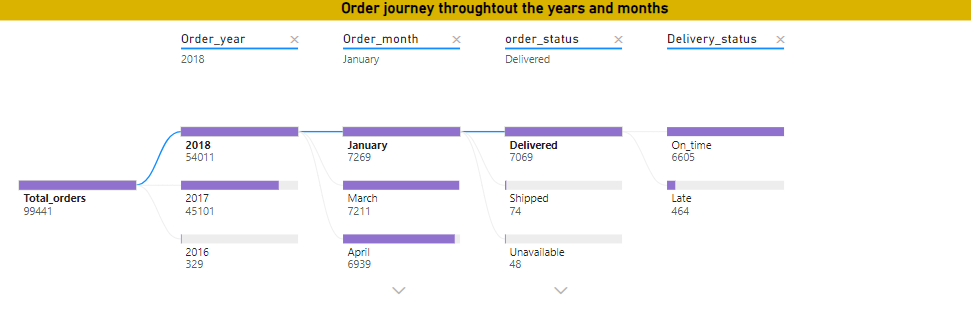 Order journey throughtout the years and months
Order_year
2018
Order_month
January
order_status
Delivered
Delivery_status
Total_orders
99441
2018
54011
2017
45101
2016
329
January
7269
March
7211
April
6939
Delivered
7069
Shipped
74
Unavailable
48
On_time
6605
Late
464